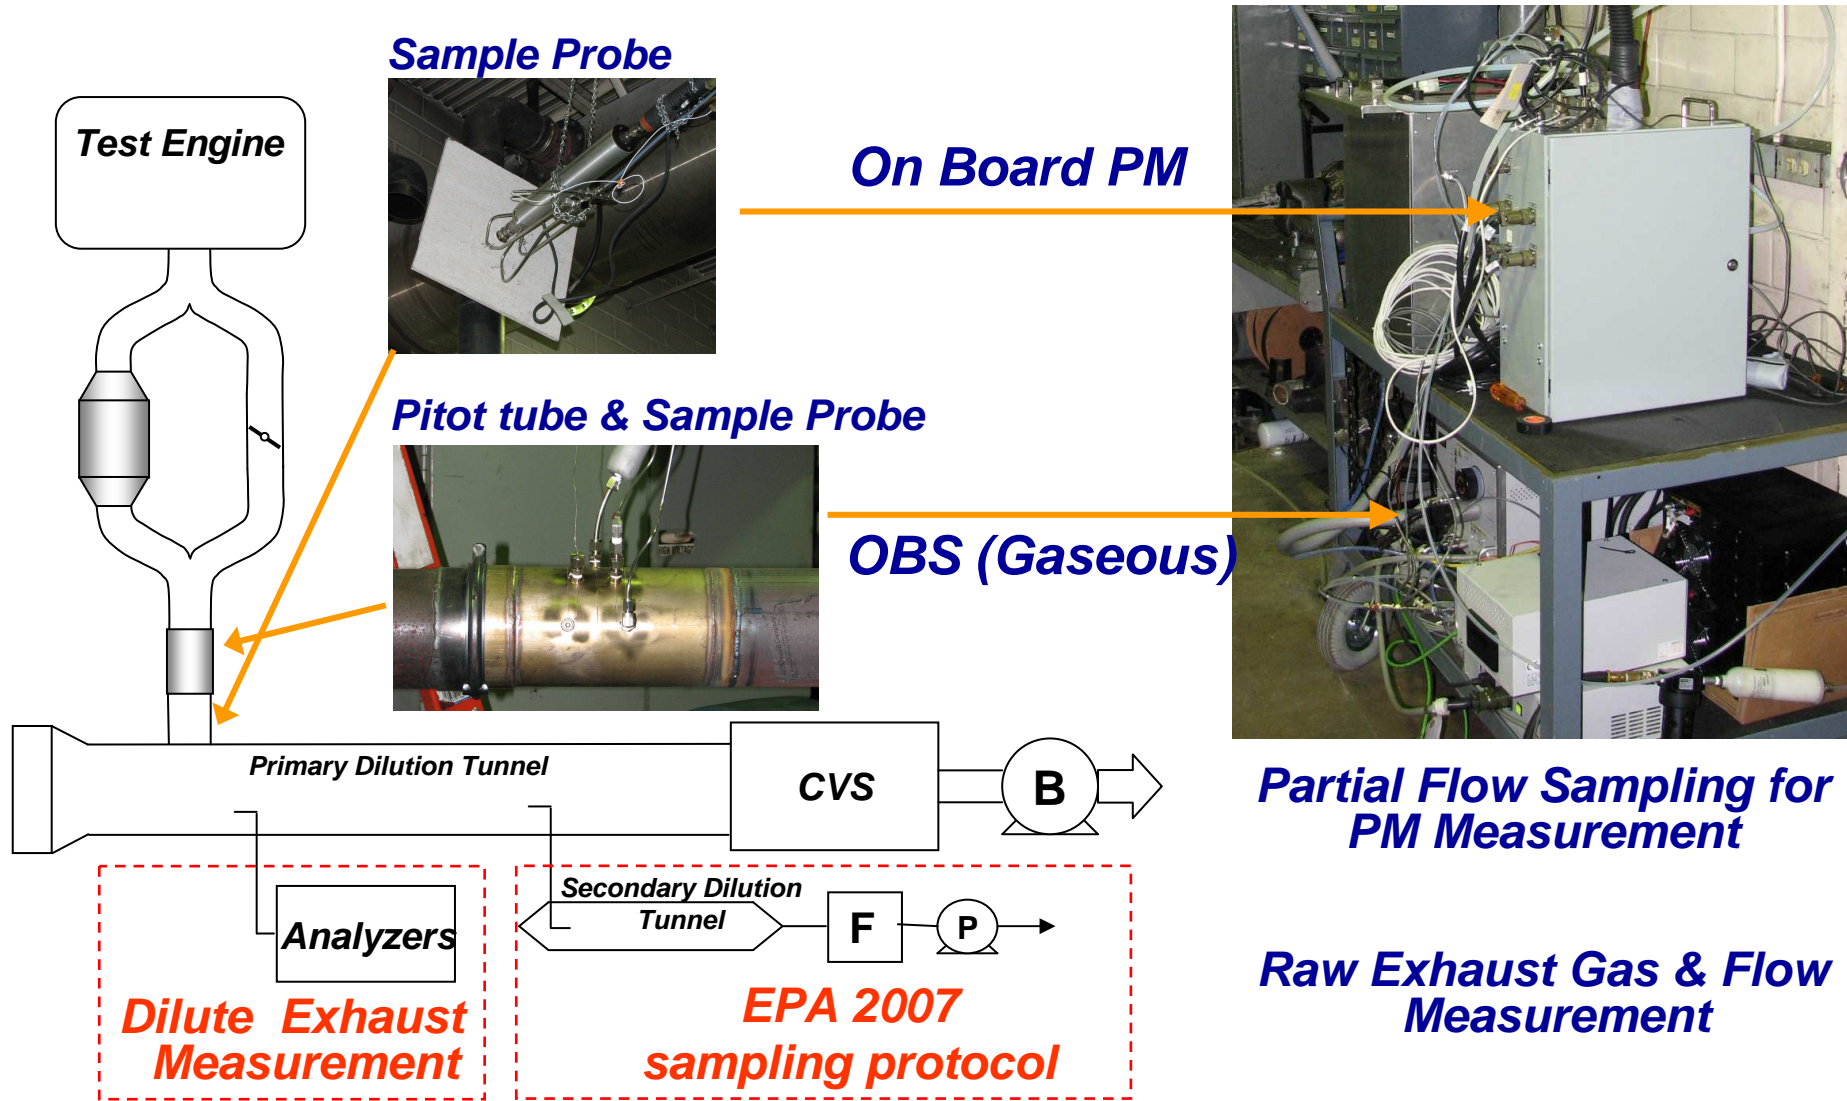 Sample Probe
Test Engine
On Board PM
Pitot tube & Sample Probe
HIGH VOLTAGE
OBS (Gaseous)
Primary Dilution Tunnel
CVS
B
Partial Flow Sampling for
PM Measurement
Secondary Dilution
Tunnel
F
P
Analyzers
Raw Exhaust Gas & Flow
Measurement
Dilute Exhaust
Measurement
EPA 2007
sampling protocol